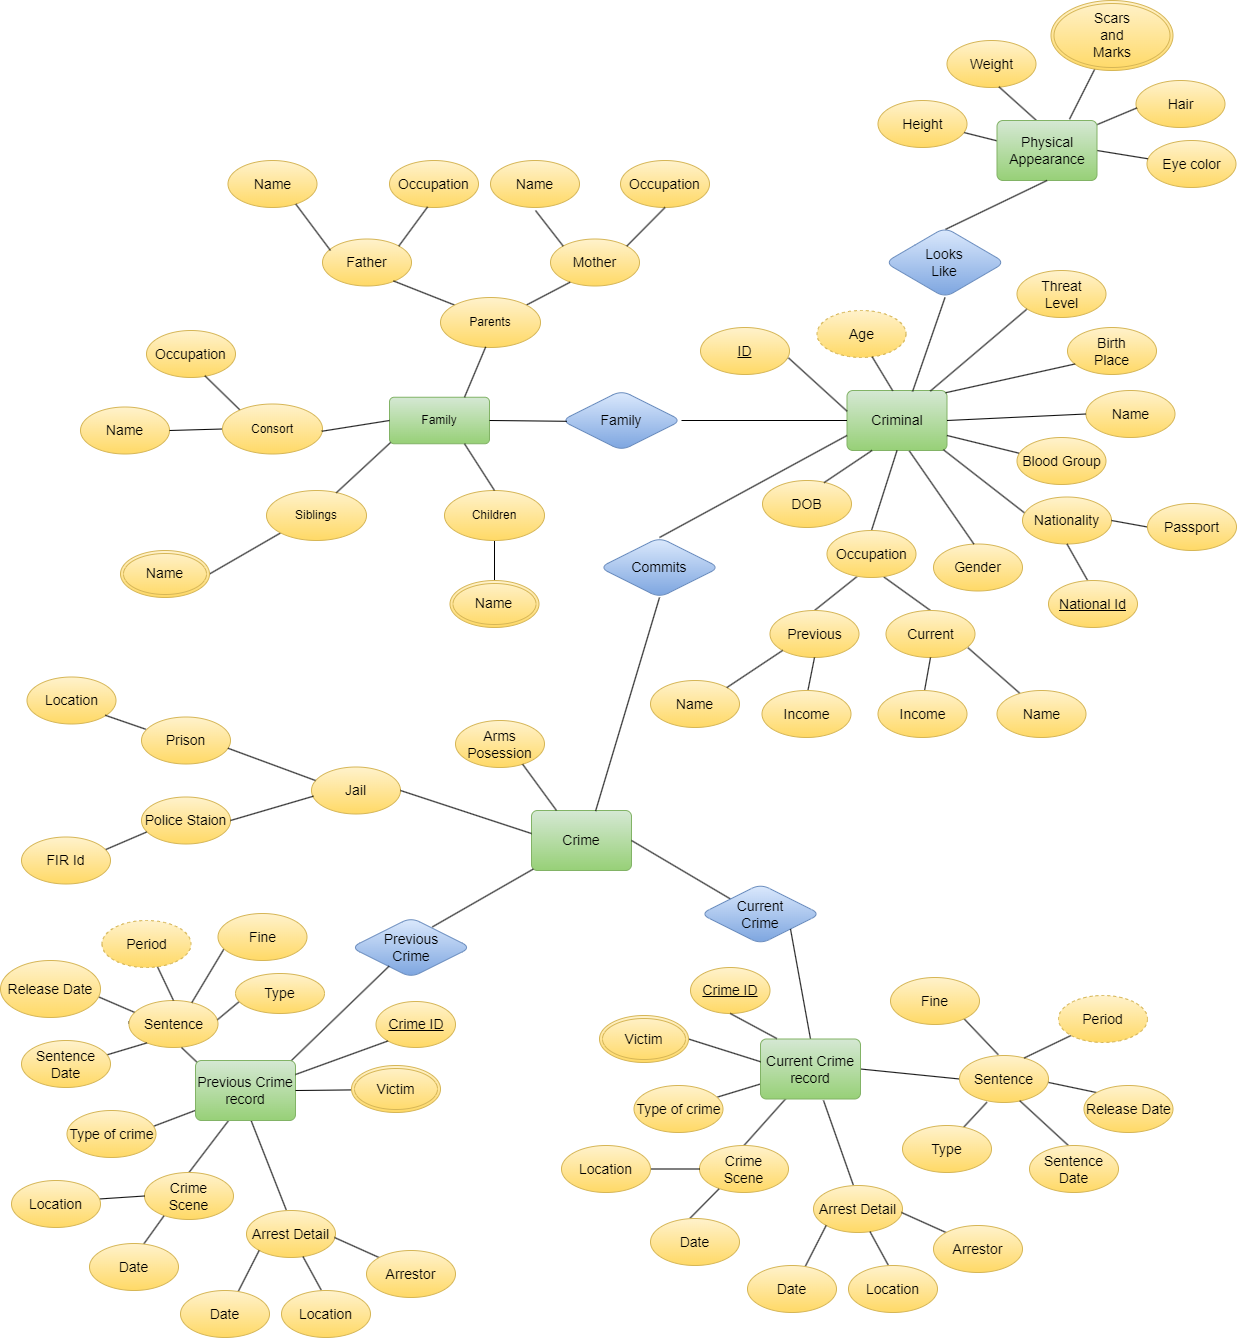 Scars
and
Marks
Weight
Hair
Height
Physical
Appearance
Eye color
Name
Occupation
Name
Occupation
Father
Mother
Looks
Like
Threat
Level
Parents
Age
ID
Birth
Place
Occupation
Name
Consort
Family
Family
Criminal
Name
Blood Group
DOB
Siblings
Children
Nationality
Passport
Occupation
Gender
Commits
Name
Name
National Id
Previous
Current
Name
Income
Income
Name
Location
Prison
Arms
Posession
Jail
Police Staion
FIR Id
Crime
Current
Crime
Period
Fine
Previous
Crime
Release Date
Type
Sentence
Crime ID
Sentence
Date
Previous Crime
record
Victim
Type of crime
Crime
Scene
Location
Date
Arrest Detail
Arrestor
Date
Location
Crime ID
Fine
Period
Victim
Current Crime
record
Sentence
Type of crime
Release Date
Type
Sentence
Date
Location
Crime
Scene
Arrest Detail
Date
Arrestor
Date
Location